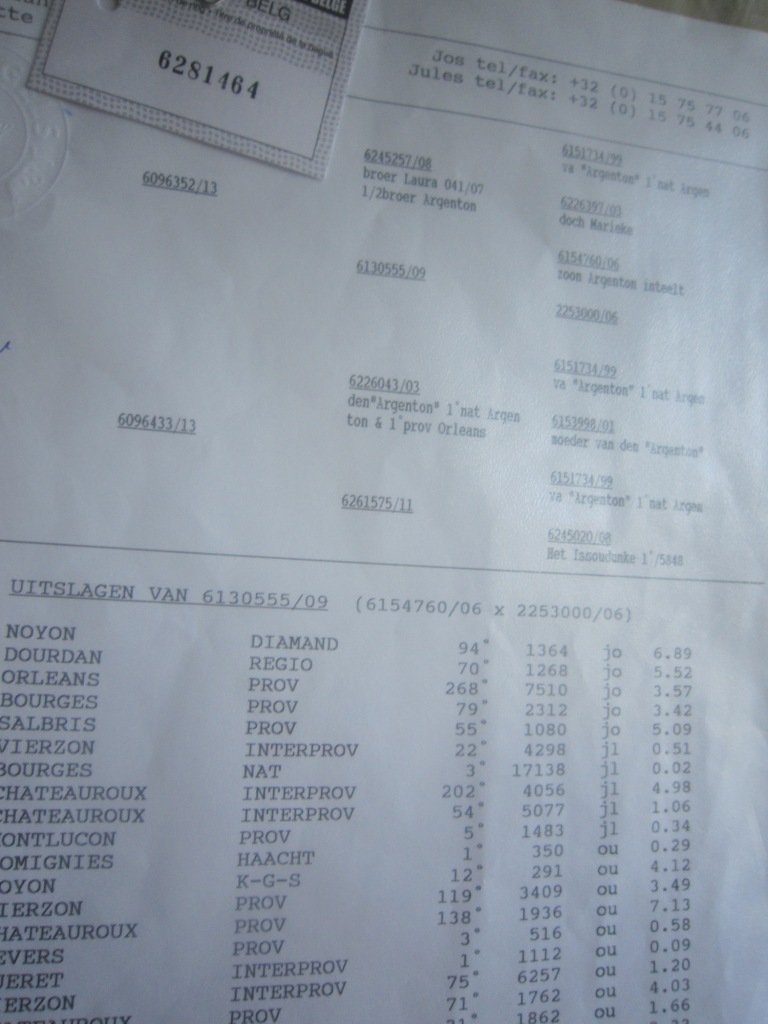 BELG
6281464
Jos tel/fax: +32 (0) 15 75 77 06
Jules tel/fax: +32 (0) 15 75 44 06
6096352/13
6245257/08
broer Laura 041/07
1/2broer Argenton
6130555/09
6151734/99
va "Argenton" 1°nat Argen
6226397/03
doch Marieke
6154760/06
zoon Argenton inteelt
2253000/06
6096433/13
6226043/03
den"Argenton" 1°nat Argen
ton & 1°prov Orleans
6261575/11
6151734/99
va "Argenton" 1°nat Argen
6153998/01
moeder van den "Argenton"
6151734/99
va "Argenton" 1°nat Argen
6245020/08
Het Issoudunke 1°/5848
UITSLAGEN VAN 6130555/09 (6154760/06 x 2253000/06)
NOYON DIAMAND 94° 1364 jo 6.89
DOURDAN REGIO 70° 1268 jo 5.52
ORLEANS PROV 268° 7510 jo 3.57
BOURGES PROV 79° 2312 jo 3.42
SALBRIS PROV 55° 1080 jo 5.09
VIERZON INTERPROV 22° 4298 jl 0.51
BOURGES NAT 3° 17138 jl 0.02
CHATEAUROUX INTERPROV 202° 4056 jl 4.98
CHATEAUROUX INTERPROV 54° 5077 jl 1.06
ONTLUCON PROV 5° 1483 jl 0.34
OMIGNIES HAACHT 1° 350 ou 0.29
OYON K-G-S 12° 291 ou 4.12
IERZON PROV 119° 3409 ou 3.49
HATEAUROUX PROV 138° 1936 ou 7.13
EVERS PROV 3° 516 ou 0.58
UERET INTERPROV 1° 1112 ou 0.09
IERZON INTERPROV 75° 6257 ou 1.20
TEAUROUX PROV 71° 1762 ou 4.03
1862 ou 1.66